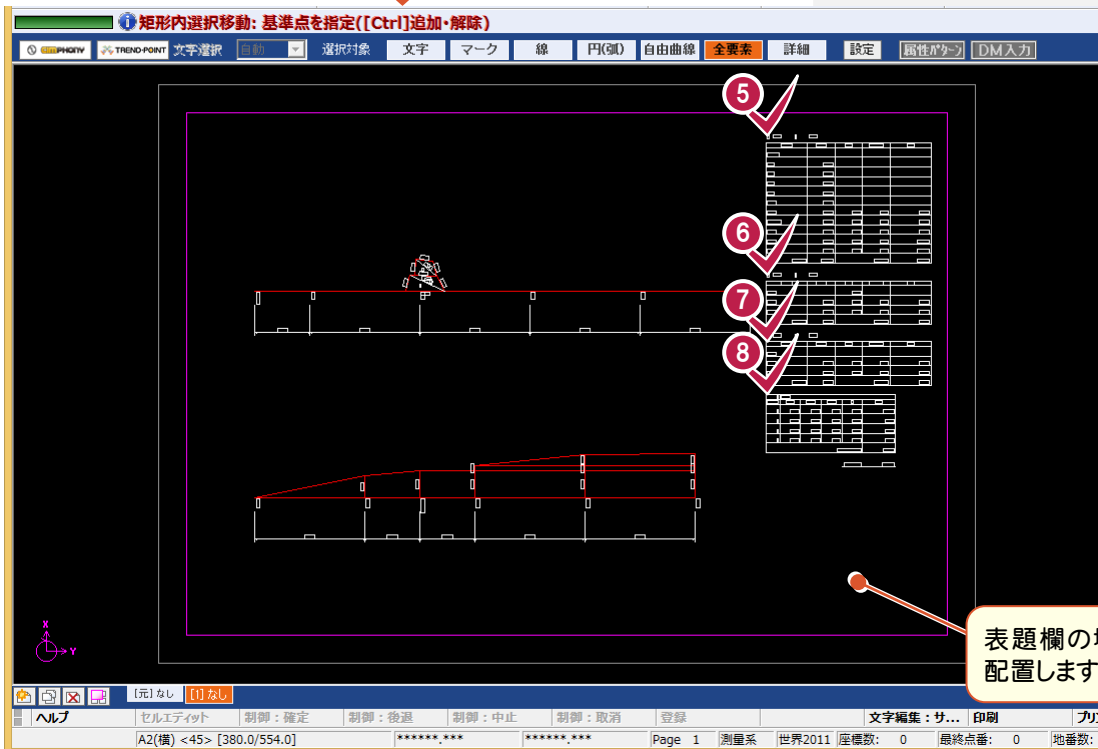 矩形内選択移動: 基準点を指定([Ctrl]追加・解除)
SiMPHONY TREND-POINT 文字選択 自動 選択対象 文字 マーク 線 円(弧) 自由曲線 全要素 詳細 設定 属性ﾊﾟﾀｰﾝ DM入力
5
6
7
8
X
Y
表題欄の
配置します
[元]なし [1]なし
ヘルプ セルエディット 制御:確定 制御:後退 制御:中止 制御:取消 登録 文字編集:サ... 印刷
A2(横) <45> [380.0/554.0] ******.*** ******.*** Page 1 測量系 世界2011 座標数: 0 最終点番: 0 地番数: